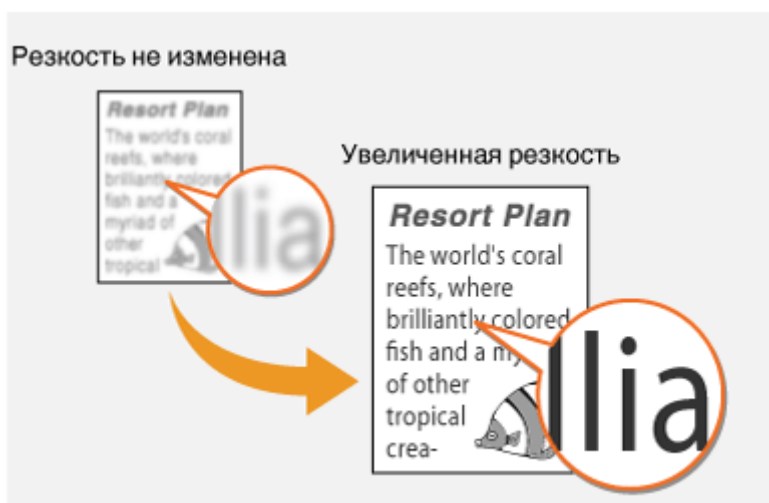 Резкость не изменена
Resort Plan
The world's coral
reefs, where
brilliantly colored
fish and a
myriad of
other
tropical
llia
Увеличенная резкость
Resort Plan
The world's coral
reefs, where
brilliantly colored
fish and a my
of other
tropical
crea-
llia